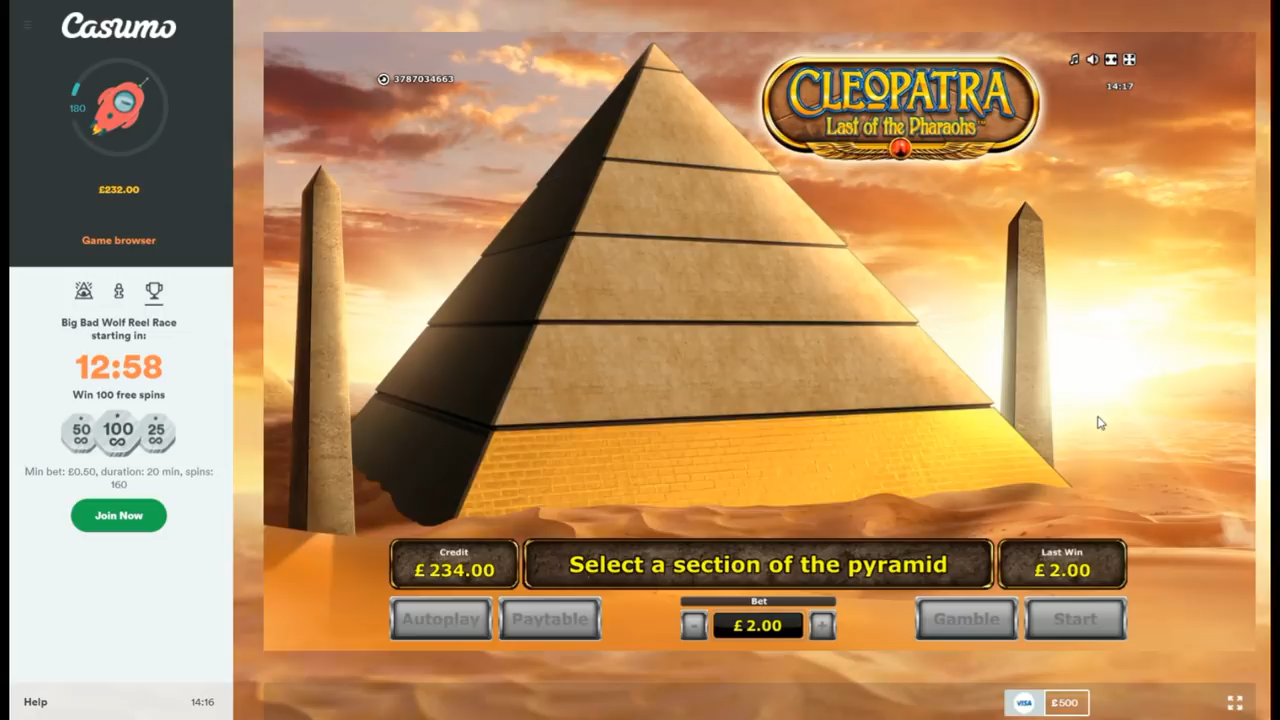 Casumo
180
£232.00
Game browser
Big Bad Wolf Reel Race
starting in:
12:58
Win 100 free spins
50 100 25
Min bet: £0.50, duration: 20 min, spins:
160
Join Now
Help 14:16
3787034663
CLEOPATRA
Last of the Pharaohs™
14:17
Credit
£ 234.00
Select a section of the pyramid
Last Win
£ 2.00
Autoplay
Paytable
Bet
- £ 2.00 +
Gamble
Start
VISA £500